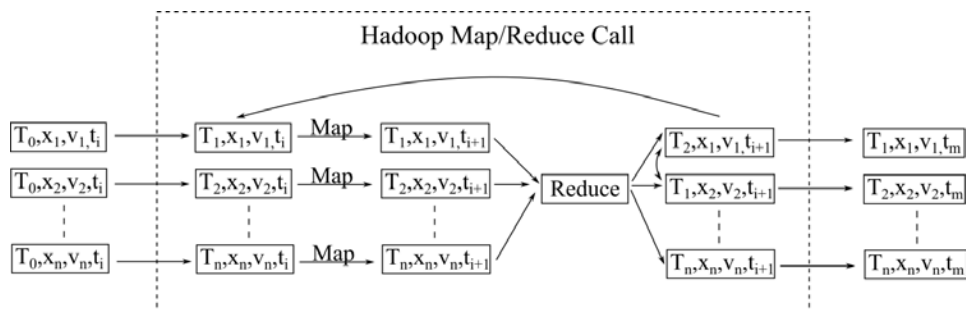 Hadoop Map/Reduce Call
T₀,x₁,v₁,tᵢ T₁,x₁,v₁,tᵢ Map T₁,x₁,v₁,tᵢ₊₁ T₂,x₁,v₁,tᵢ₊₁ T₁,x₁,v₁,tₘ
T₀,x₂,v₂,tᵢ T₂,x₂,v₂,tᵢ Map T₂,x₂,v₂,tᵢ₊₁ Reduce T₁,x₂,v₂,tᵢ₊₁ T₂,x₂,v₂,tₘ
T₀,xₙ,vₙ,tᵢ Tₙ,xₙ,vₙ,tᵢ Map Tₙ,xₙ,vₙ,tᵢ₊₁ Tₙ,xₙ,vₙ,tᵢ₊₁ Tₙ,xₙ,vₙ,tₘ